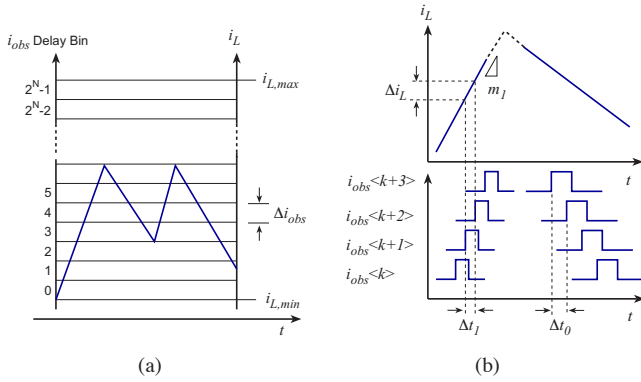 i_obs Delay Bin
i_L
2^N-1
i_L,max
2^N-2
5
4
3
2
1
0
Δi_obs
i_L,min
t
(a)
i_L
Δi_L
m_1
t
i_obs<k+3>
i_obs<k+2>
i_obs<k+1>
i_obs<k>
Δt_1
Δt_0
t
(b)